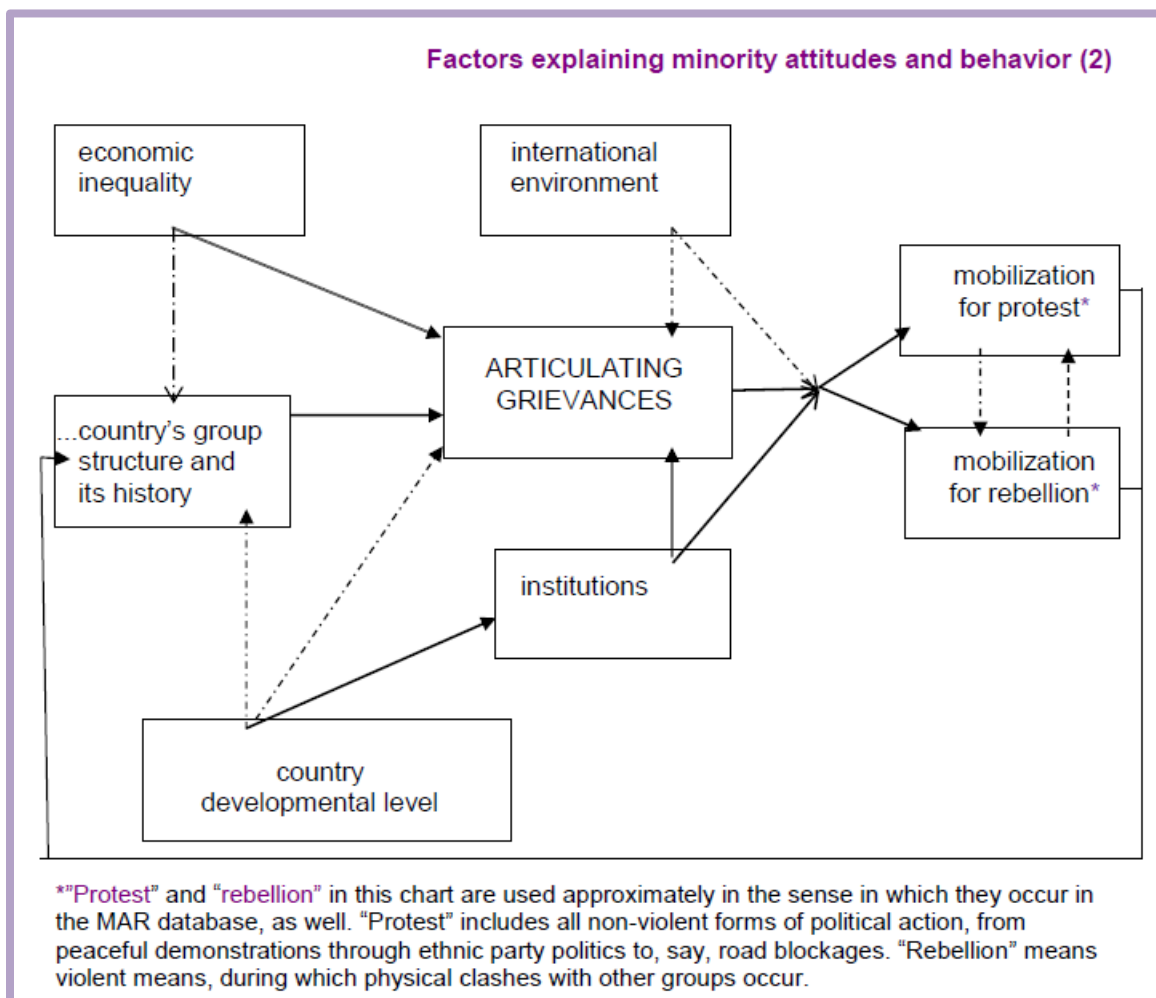 Factors explaining minority attitudes and behavior (2)
economic
inequality
international
environment
mobilization
for protest*
ARTICULATING
GRIEVANCES
...country's group
structure and
its history
mobilization
for rebellion*
institutions
country
developmental level
*"Protest" and “rebellion” in this chart are used approximately in the sense in which they occur in
the MAR database, as well. “Protest” includes all non-violent forms of political action, from
peaceful demonstrations through ethnic party politics to, say, road blockages. “Rebellion” means
violent means, during which physical clashes with other groups occur.